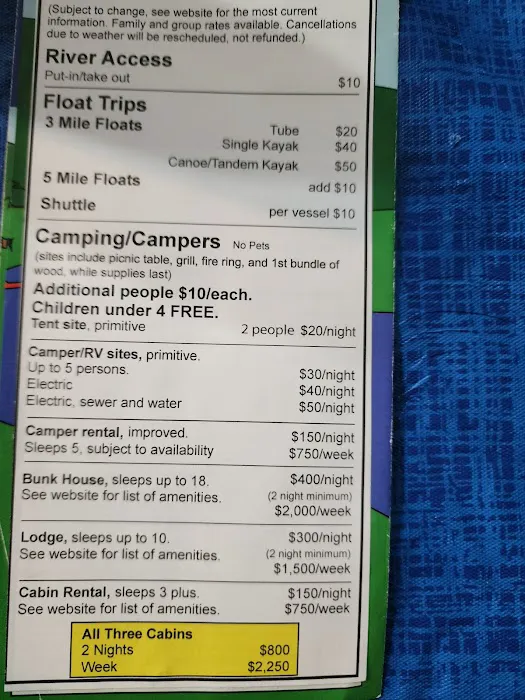 (Subject to change, see website for the most current
information. Family and group rates available. Cancellations
due to weather will be rescheduled, not refunded.)
River Access
Put-in/take out $10
Float Trips
3 Mile Floats Tube $20
Single Kayak $40
Canoe/Tandem Kayak $50
5 Mile Floats add $10
Shuttle per vessel $10
Camping/Campers No Pets
(sites include picnic table, grill, fire ring, and 1st bundle of
wood, while supplies last)
Additional people $10/each.
Children under 4 FREE.
Tent site, primitive 2 people $20/night
Camper/RV sites, primitive.
Up to 5 persons. $30/night
Electric $40/night
Electric, sewer and water $50/night
Camper rental, improved. $150/night
Sleeps 5, subject to availability $750/week
Bunk House, sleeps up to 18. $400/night
See website for list of amenities. (2 night minimum)
$2,000/week
Lodge, sleeps up to 10. $300/night
See website for list of amenities. (2 night minimum)
$1,500/week
Cabin Rental, sleeps 3 plus. $150/night
See website for list of amenities. $750/week
All Three Cabins
2 Nights $800
Week $2,250